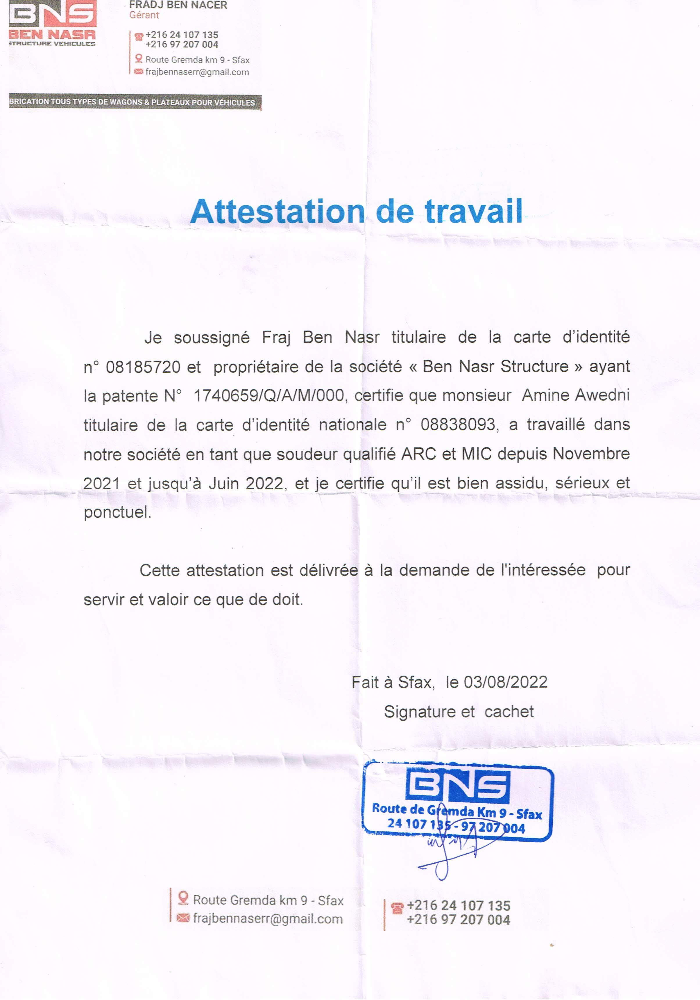 BNS
BEN NASR
STRUCTURE VEHICULES
FRADJ BEN NACER
Gérant
+216 24 107 135
+216 97 207 004
Route Gremda km 9 - Sfax
frajbennaserr@gmail.com
BRICATION TOUS TYPES DE WAGONS & PLATEAUX POUR VÉHICULES
Attestation de travail
Je soussigné Fraj Ben Nasr titulaire de la carte d'identité
n° 08185720 et propriétaire de la société « Ben Nasr Structure » ayant
la patente N° 1740659/Q/A/M/000, certifie que monsieur Amine Awedni
titulaire de la carte d'identité nationale n° 08838093, a travaillé dans
notre société en tant que soudeur qualifié ARC et MIC depuis Novembre
2021 et jusqu'à Juin 2022, et je certifie qu'il est bien assidu, sérieux et
ponctuel.
Cette attestation est délivrée à la demande de l'intéressée pour
servir et valoir ce que de doit.
Fait à Sfax, le 03/08/2022
Signature et cachet
BNS
Route de Gremda Km 9 - Sfax
24 107 135 - 97 207 004
Route Gremda km 9 - Sfax
frajbennaserr@gmail.com
+216 24 107 135
+216 97 207 004